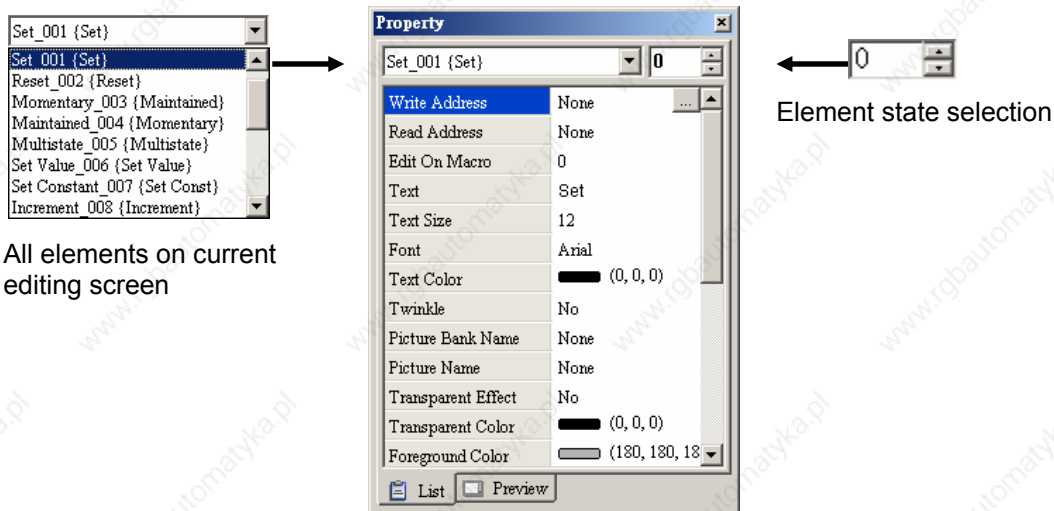 Set_001 {Set}
Set_001 {Set}
Reset_002 {Reset}
Momentary_003 {Maintained}
Maintained_004 {Momentary}
Multistate_005 {Multistate}
Set Value_006 {Set Value}
Set Constant_007 {Set Const}
Increment_008 {Increment}
All elements on current
editing screen
Property
Set_001 {Set} 0
Write Address None ...
Read Address None
Edit On Macro 0
Text Set
Text Size 12
Font Arial
Text Color (0, 0, 0)
Twinkle No
Picture Bank Name None
Picture Name None
Transparent Effect No
Transparent Color (0, 0, 0)
Foreground Color (180, 180, 18
List Preview
0
Element state selection
www.rgbautomatyka.pl